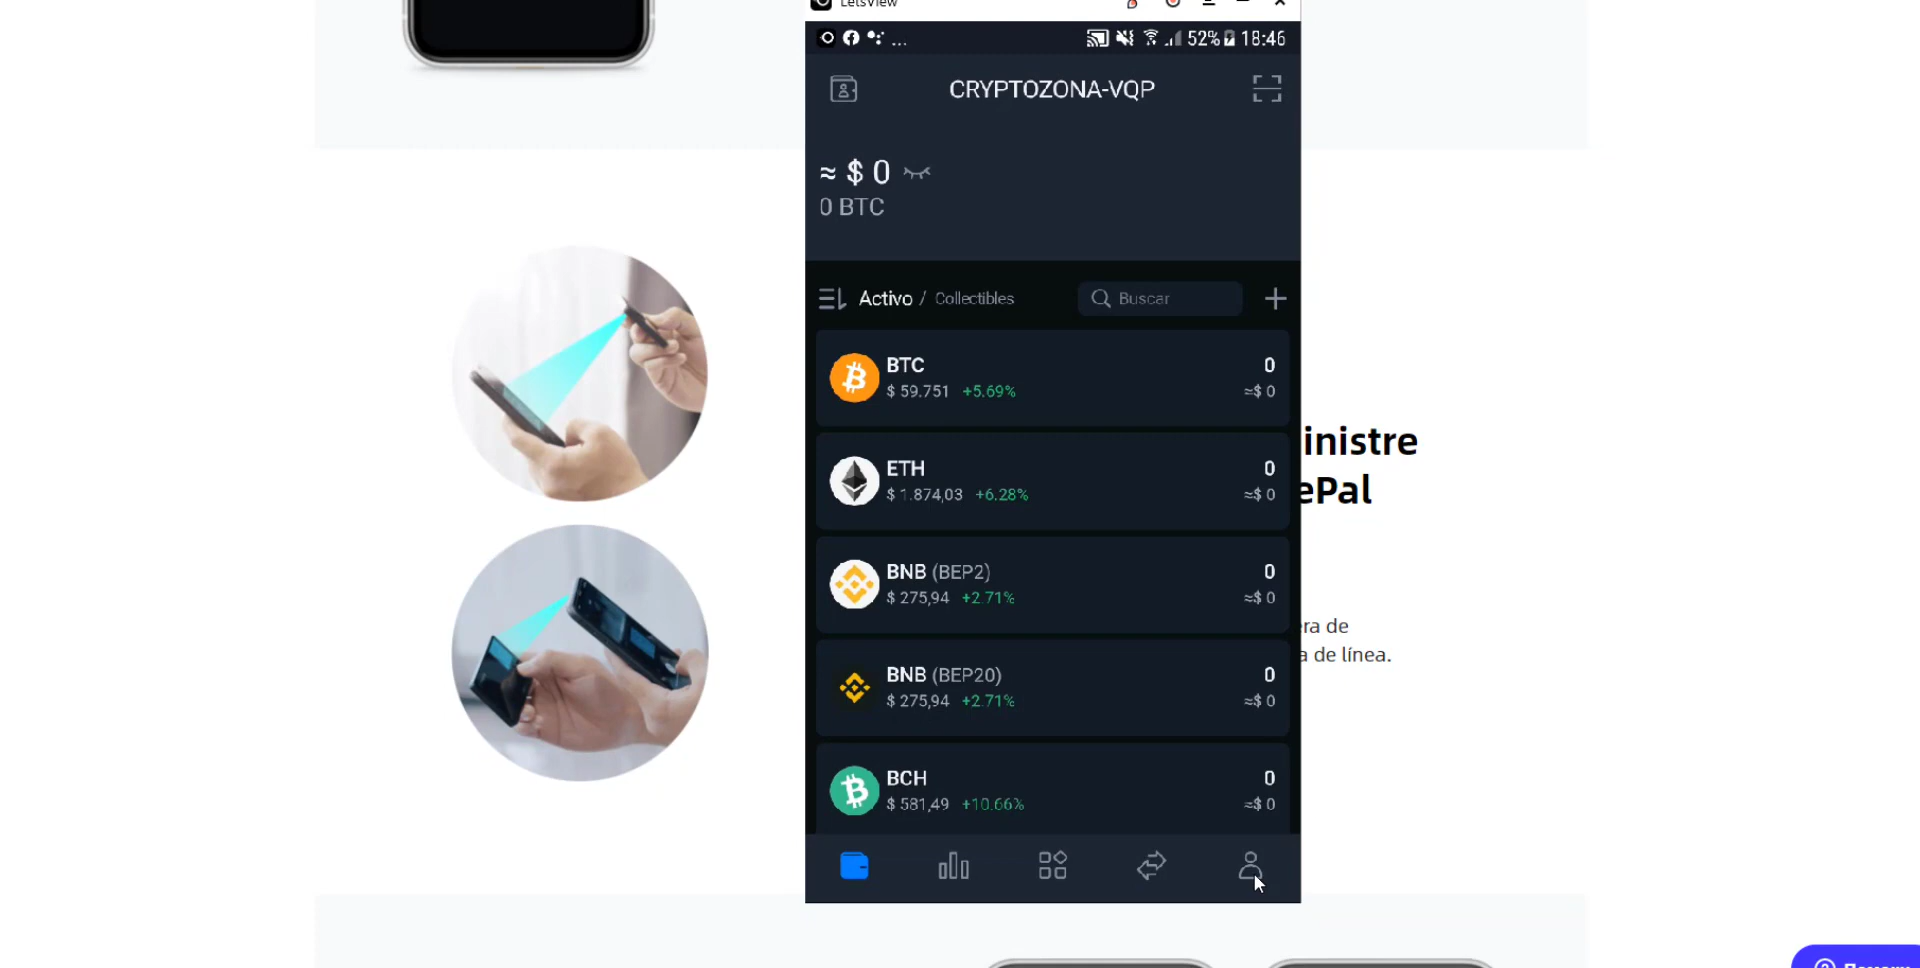 LetsView
... 52% 18:46
CRYPTOZONA-VQP
≈ $ 0
0 BTC
Activo / Collectibles
Buscar
BTC 0
$ 59.751 +5.69% ≈$ 0
ETH 0
$ 1.874,03 +6.28% ≈$ 0
BNB (BEP2) 0
$ 275,94 +2.71% ≈$ 0
BNB (BEP20) 0
$ 275,94 +2.71% ≈$ 0
BCH 0
$ 581,49 +10.66% ≈$ 0
inistre
ePal
era de
a de línea.